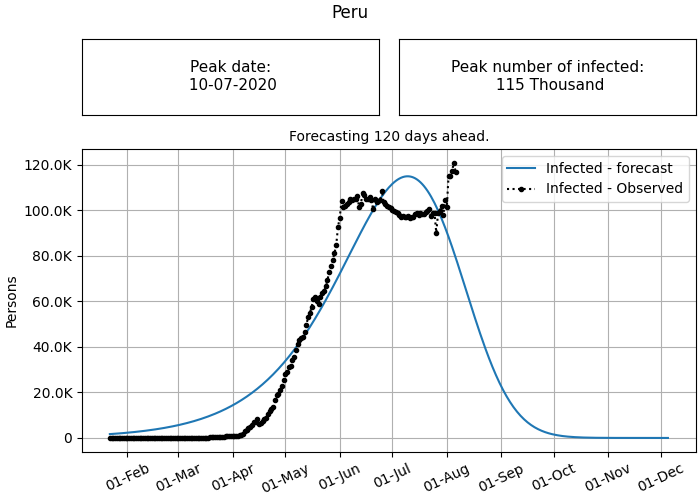 Peru
Peak date:
10-07-2020
Peak number of infected:
115 Thousand
Forecasting 120 days ahead.
Infected - forecast
Infected - Observed
Persons
120.0K
100.0K
80.0K
60.0K
40.0K
20.0K
0
01-Feb
01-Mar
01-Apr
01-May
01-Jun
01-Jul
01-Aug
01-Sep
01-Oct
01-Nov
01-Dec